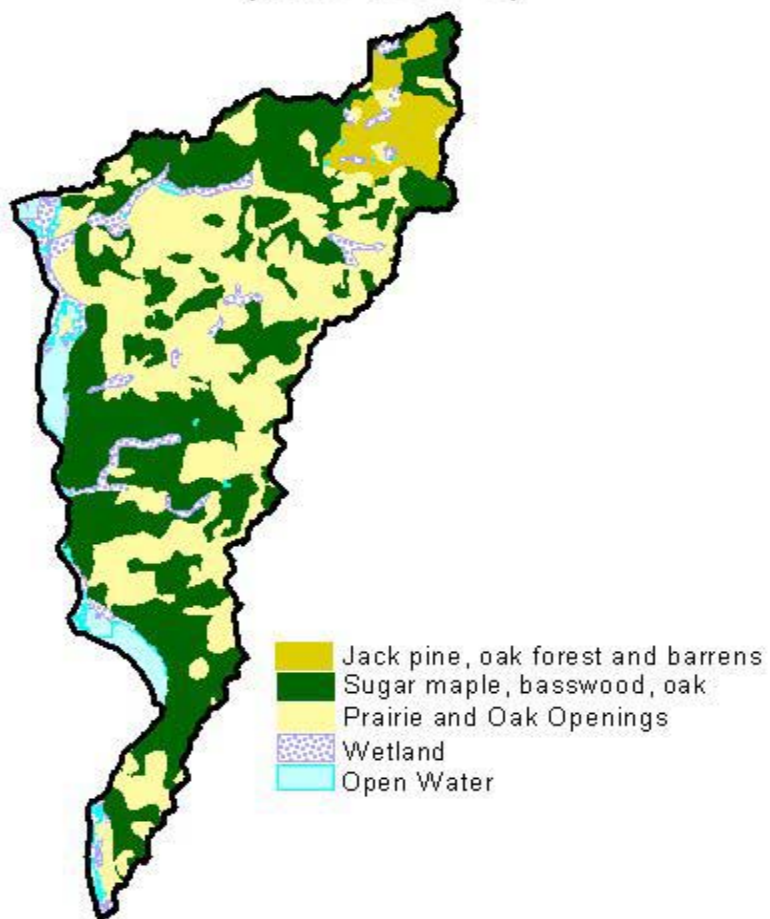 Jack pine, oak forest and barrens
Sugar maple, basswood, oak
Prairie and Oak Openings
Wetland
Open Water